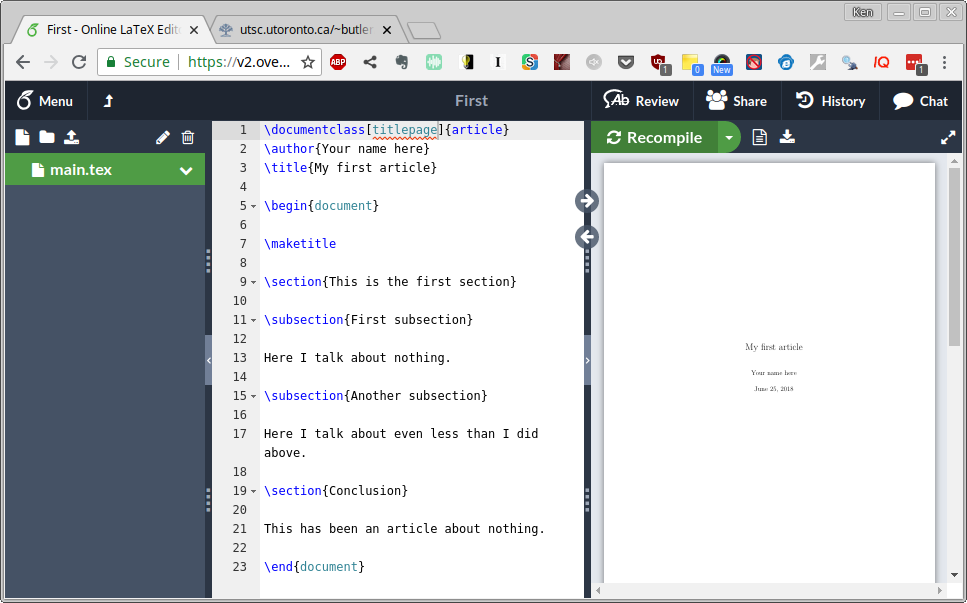 Ken
First - Online LaTeX Edit
utsc.utoronto.ca/~butler
Secure
https://v2.ove...
ABP
I
S
1
0
New
IQ
1
Menu
First
Review
Share
History
Chat
Recompile
main.tex
1 \documentclass[titlepage]{article}
2 \author{Your name here}
3 \title{My first article}
4
5 \begin{document}
6
7 \maketitle
8
9 \section{This is the first section}
10
11 \subsection{First subsection}
12
13 Here I talk about nothing.
14
15 \subsection{Another subsection}
16
17 Here I talk about even less than I did
above.
18
19 \section{Conclusion}
20
21 This has been an article about nothing.
22
23 \end{document}
My first article
Your name here
June 25, 2018